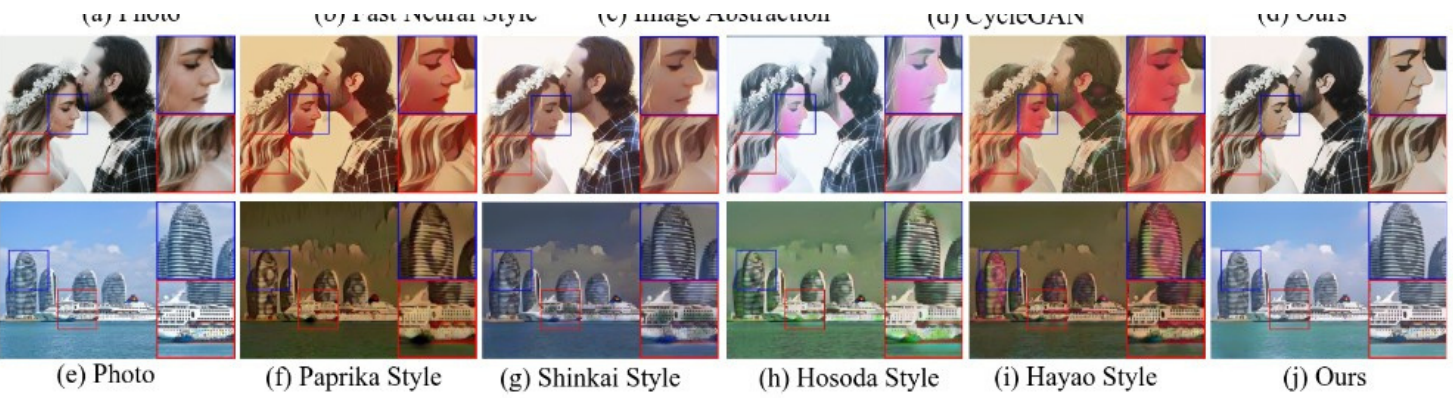 (a) Photo (b) Fast Neural Style (c) Image Abstraction (d) CycleGAN (d) Ours
(e) Photo (f) Paprika Style (g) Shinkai Style (h) Hosoda Style (i) Hayao Style (j) Ours